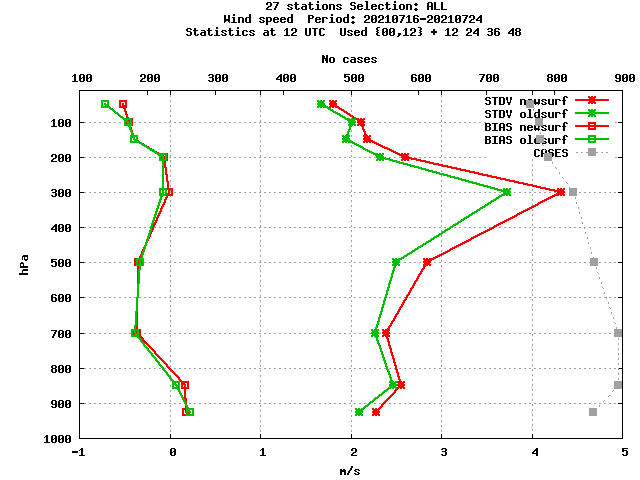 27 stations Selection: ALL
Wind speed  Period: 20210716-20210724
Statistics at 12 UTC  Used {00,12} + 12 24 36 48
No cases
100 200 300 400 500 600 700 800 900
STDV newsurf
STDV oldsurf
BIAS newsurf
BIAS oldsurf
CASES
100
200
300
400
500
600
700
800
900
1000
hPa
-1 0 1 2 3 4 5
m/s